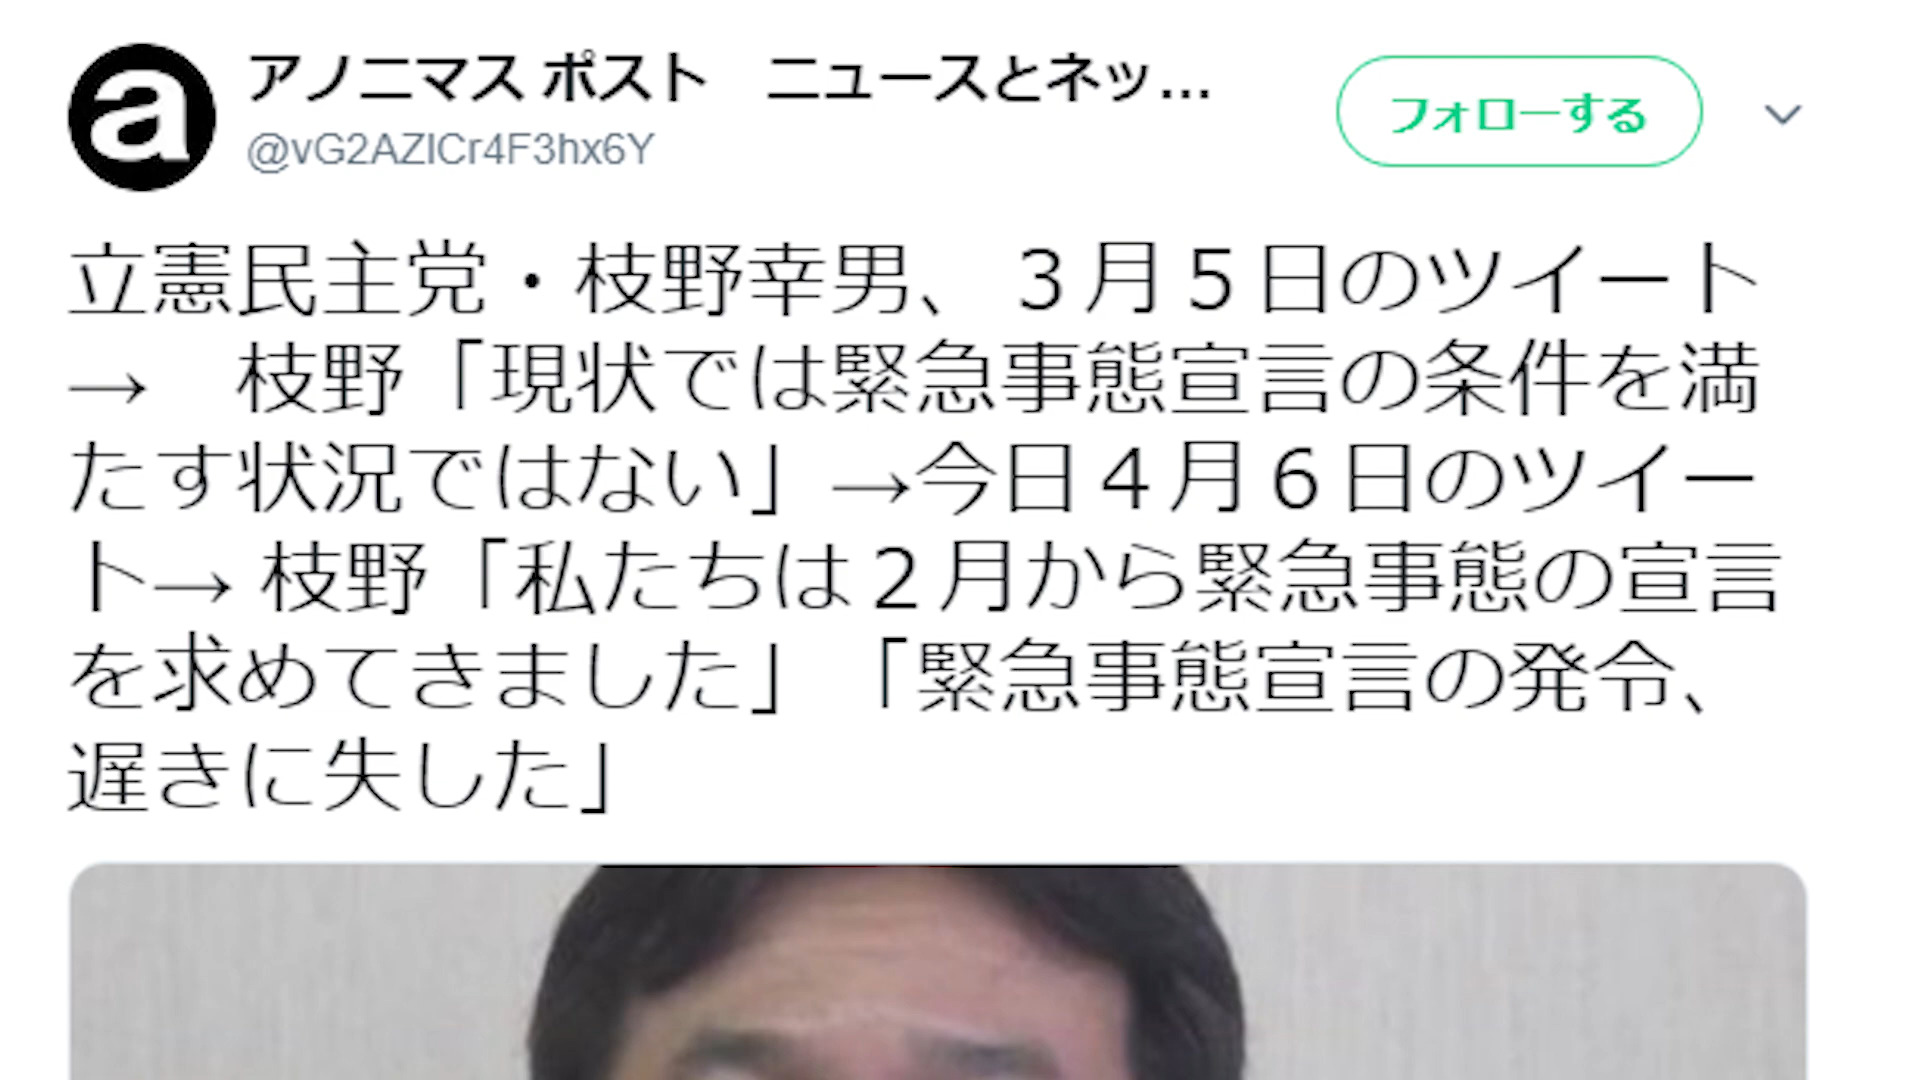 a
アノニマス ポスト　ニュースとネッ...
@vG2AZICr4F3hx6Y
フォローする
立憲民主党・枝野幸男、３月５日のツイート
→　枝野「現状では緊急事態宣言の条件を満
たす状況ではない」→今日４月６日のツイー
ト→ 枝野「私たちは２月から緊急事態の宣言
を求めてきました」「緊急事態宣言の発令、
遅きに失した」